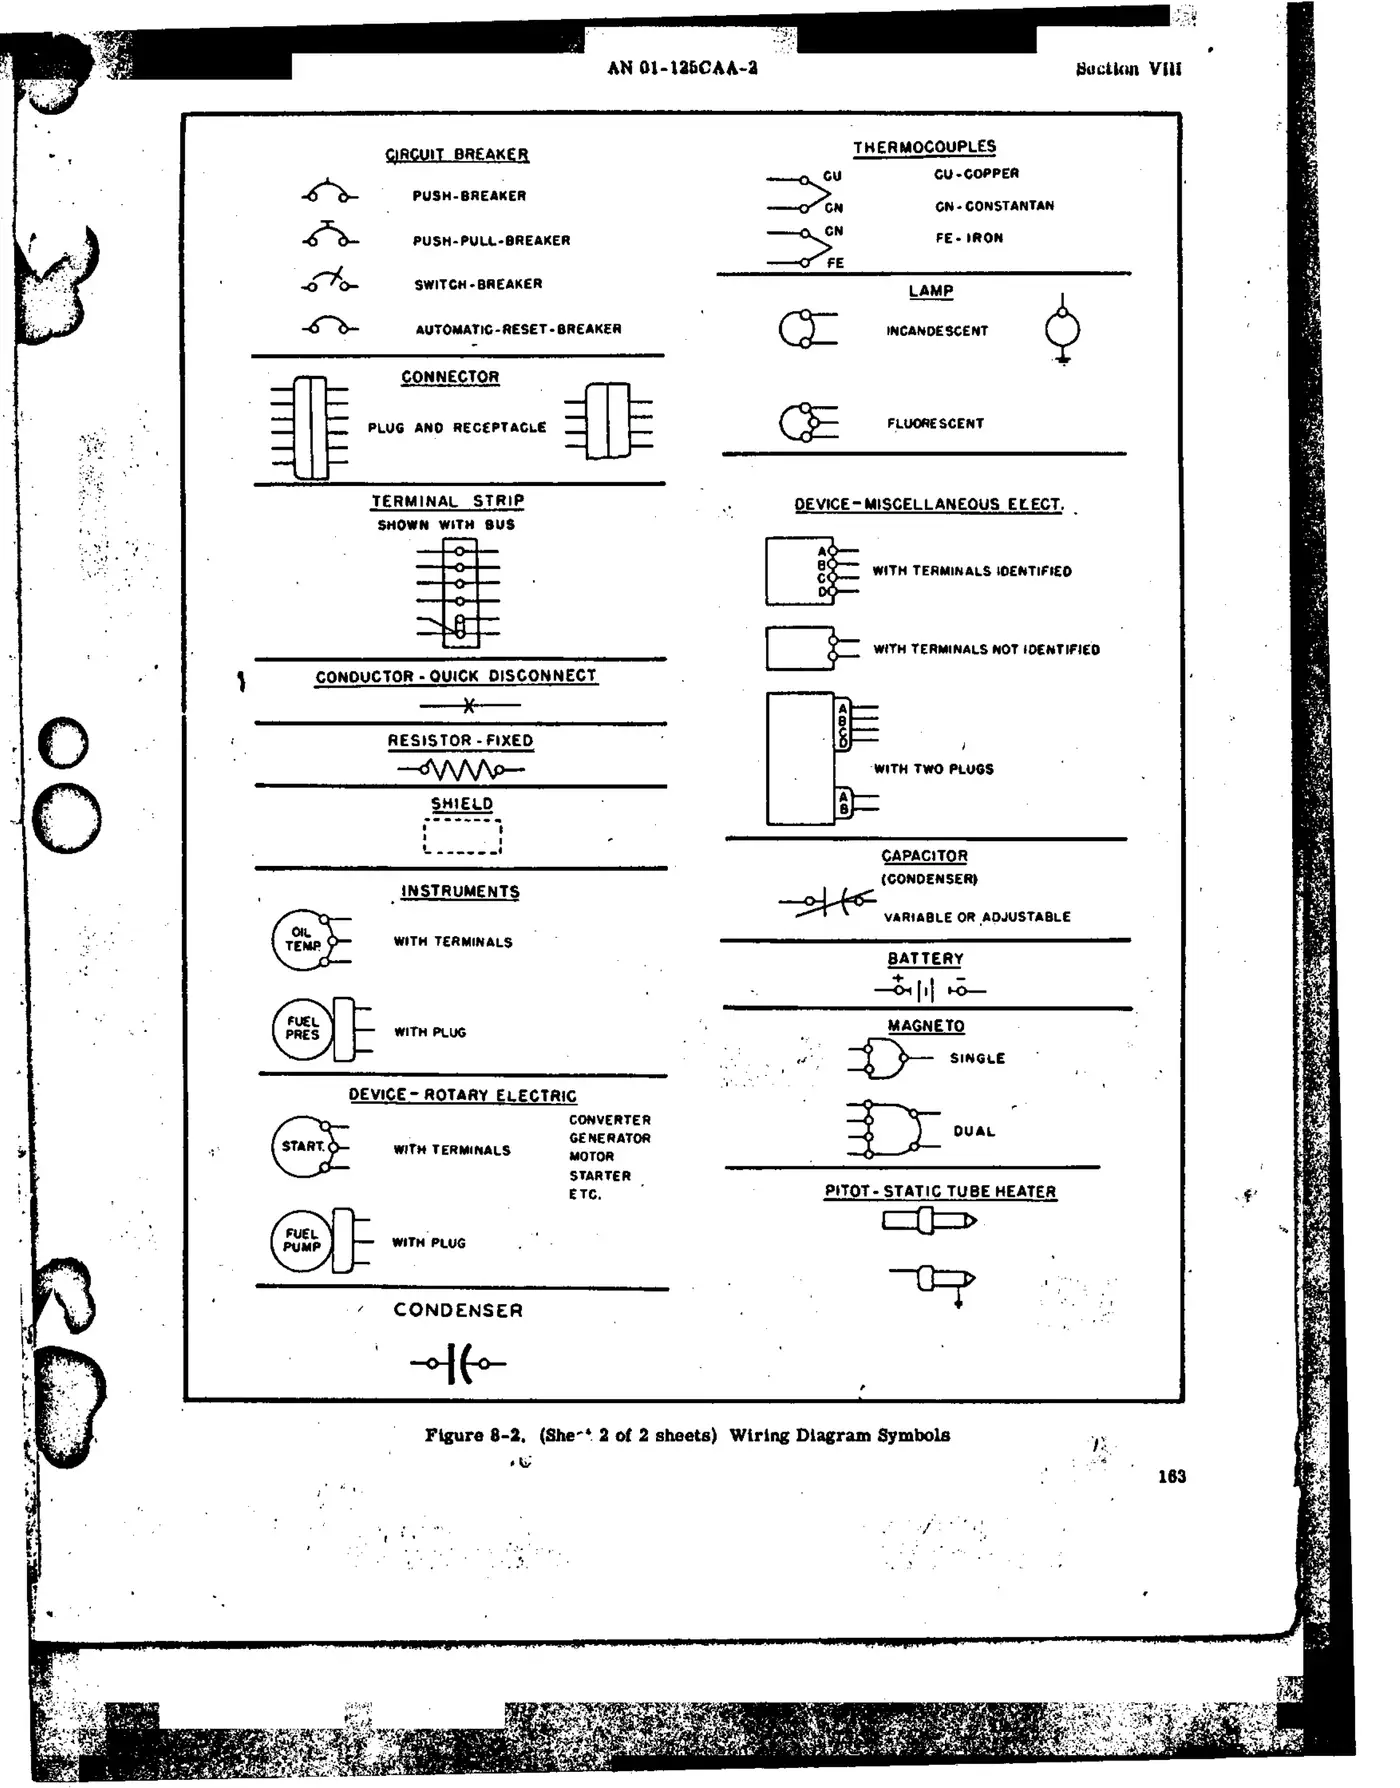 AN 01-125CAA-2
Section VIII
CIRCUIT BREAKER
PUSH-BREAKER
PUSH-PULL-BREAKER
SWITCH-BREAKER
AUTOMATIC-RESET-BREAKER
CONNECTOR
PLUG AND RECEPTACLE
TERMINAL STRIP
SHOWN WITH BUS
CONDUCTOR - QUICK DISCONNECT
X
RESISTOR - FIXED
SHIELD
INSTRUMENTS
OIL
TEMP.
WITH TERMINALS
FUEL
PRES
WITH PLUG
DEVICE - ROTARY ELECTRIC
START.
WITH TERMINALS
CONVERTER
GENERATOR
MOTOR
STARTER
ETC.
FUEL
PUMP
WITH PLUG
CONDENSER
THERMOCOUPLES
CU
CN
CU - COPPER
CN - CONSTANTAN
CN
FE
FE - IRON
LAMP
INCANDESCENT
FLUORESCENT
DEVICE - MISCELLANEOUS ELECT.
A
B
C
D
WITH TERMINALS IDENTIFIED
WITH TERMINALS NOT IDENTIFIED
A
B
C
D
WITH TWO PLUGS
A
B
CAPACITOR
(CONDENSER)
VARIABLE OR ADJUSTABLE
BATTERY
+ -
MAGNETO
SINGLE
DUAL
PITOT - STATIC TUBE HEATER
Figure 8-2. (Sheet 2 of 2 sheets) Wiring Diagram Symbols
163